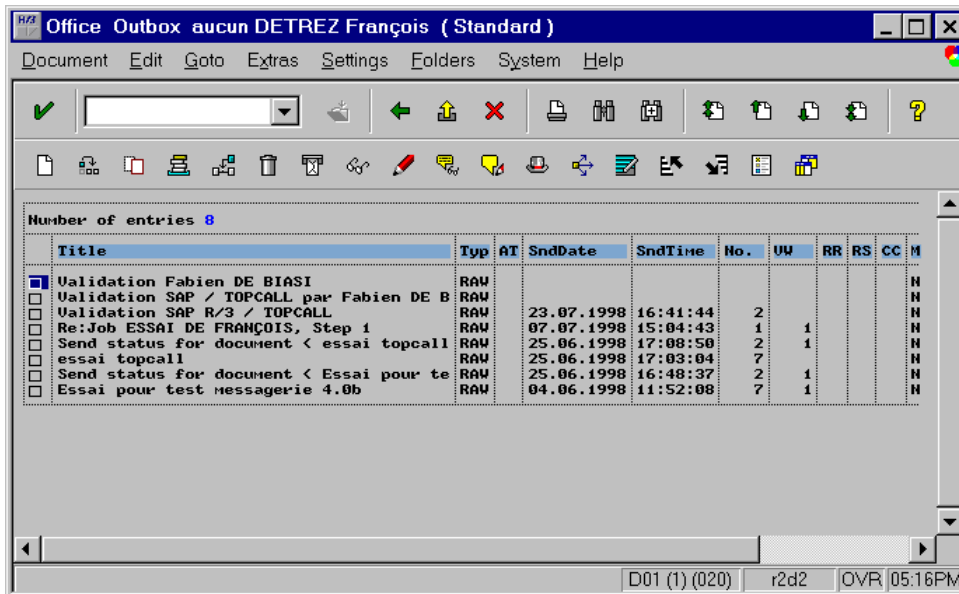 Office Outbox aucun DETREZ François ( Standard )
Document Edit Goto Extras Settings Folders System Help
Number of entries 8
Title Typ AT SndDate SndTime No. VW RR RS CC M
Validation Fabien DE BIASI RAW N
Validation SAP / TOPCALL par Fabien DE B RAW N
Validation SAP R/3 / TOPCALL RAW 23.07.1998 16:41:44 2 N
Re:Job ESSAI DE FRANÇOIS, Step 1 RAW 07.07.1998 15:04:43 1 1 N
Send status for document < essai topcall RAW 25.06.1998 17:08:50 2 1 N
essai topcall RAW 25.06.1998 17:03:04 7 N
Send status for document < Essai pour te RAW 25.06.1998 16:48:37 2 1 N
Essai pour test messagerie 4.0b RAW 04.06.1998 11:52:08 7 1 N
D01 (1) (020) r2d2 OVR 05:16PM